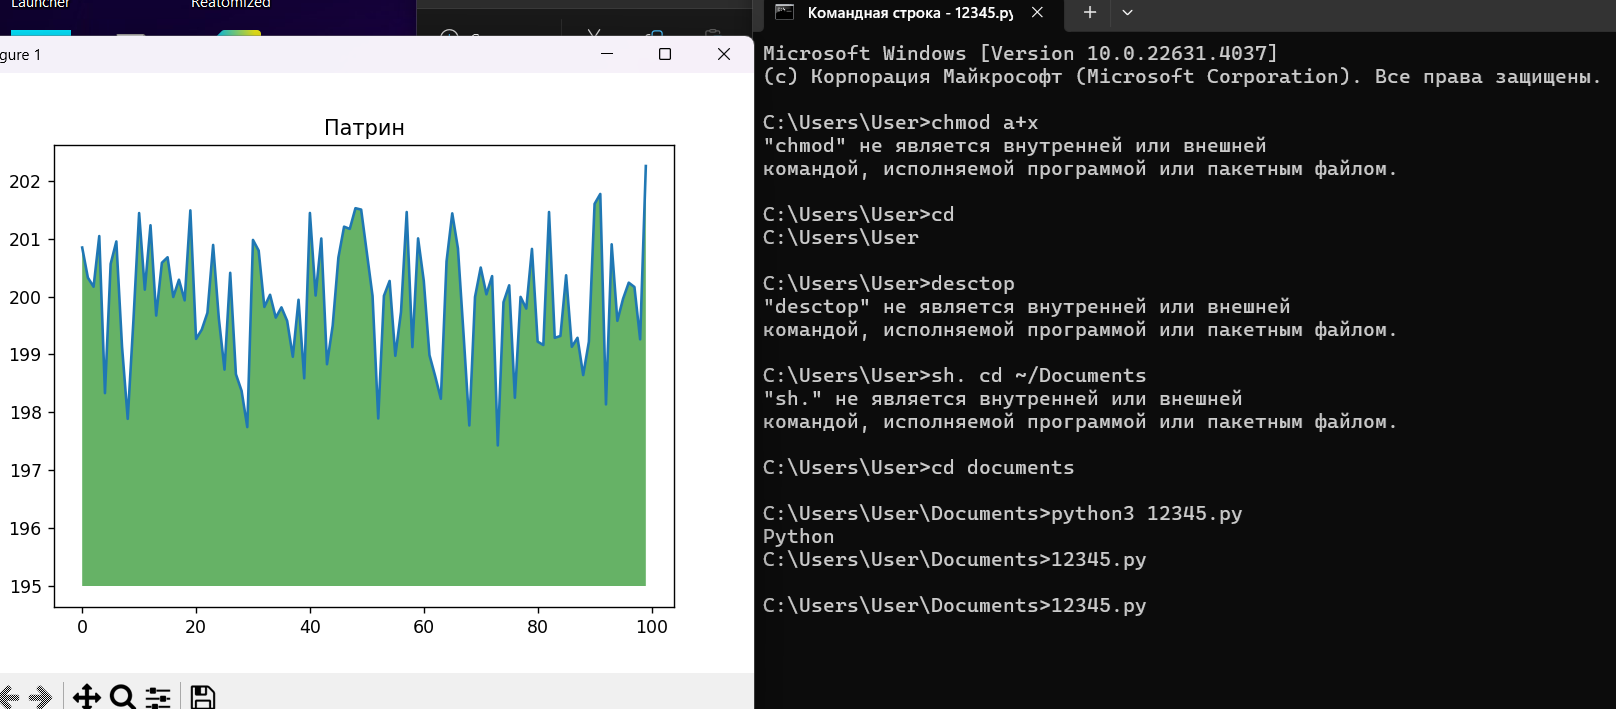 Launcher
Reatomized
gure 1
Патрин
202
201
200
199
198
197
196
195
0 20 40 60 80 100
Командная строка - 12345.py
Microsoft Windows [Version 10.0.22631.4037]
(c) Корпорация Майкрософт (Microsoft Corporation). Все права защищены.
C:\Users\User>chmod a+x
"chmod" не является внутренней или внешней
командой, исполняемой программой или пакетным файлом.
C:\Users\User>cd
C:\Users\User
C:\Users\User>desctop
"desctop" не является внутренней или внешней
командой, исполняемой программой или пакетным файлом.
C:\Users\User>sh. cd ~/Documents
"sh." не является внутренней или внешней
командой, исполняемой программой или пакетным файлом.
C:\Users\User>cd documents
C:\Users\User\Documents>python3 12345.py
Python
C:\Users\User\Documents>12345.py
C:\Users\User\Documents>12345.py